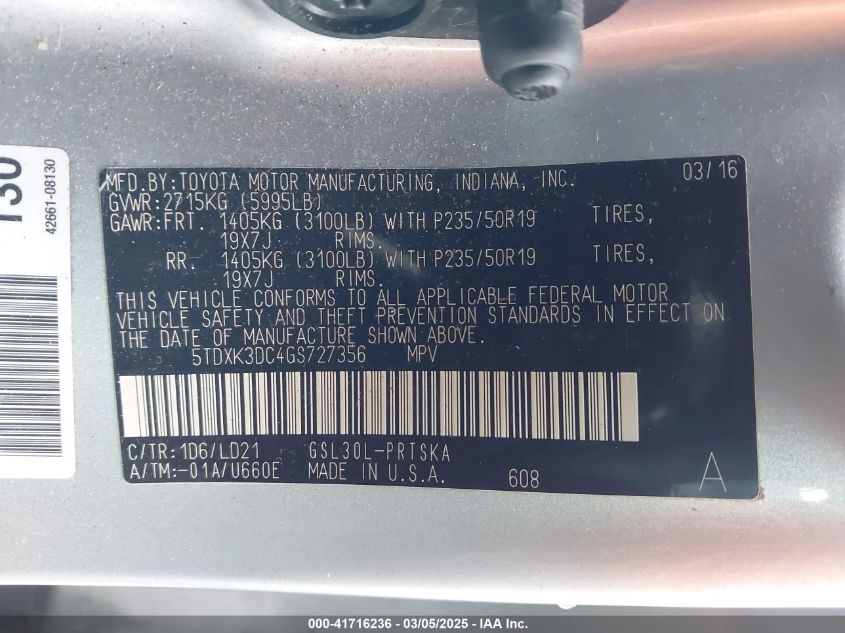 130
42661-08130
MFD.BY:TOYOTA MOTOR MANUFACTURING, INDIANA, INC. 03/16
GVWR:2715KG (5995LB)
GAWR:FRT. 1405KG (3100LB) WITH P235/50R19 TIRES,
19X7J RIMS.
RR. 1405KG (3100LB) WITH P235/50R19 TIRES,
19X7J RIMS.
THIS VEHICLE CONFORMS TO ALL APPLICABLE FEDERAL MOTOR
VEHICLE SAFETY AND THEFT PREVENTION STANDARDS IN EFFECT ON
THE DATE OF MANUFACTURE SHOWN ABOVE.
5TDXK3DC4GS727356 MPV
C/TR:1D6/LD21 GSL30L-PRTSKA
A/TM:-01A/U660E MADE IN U.S.A. 608 A
000-41716236 - 03/05/2025 - IAA Inc.